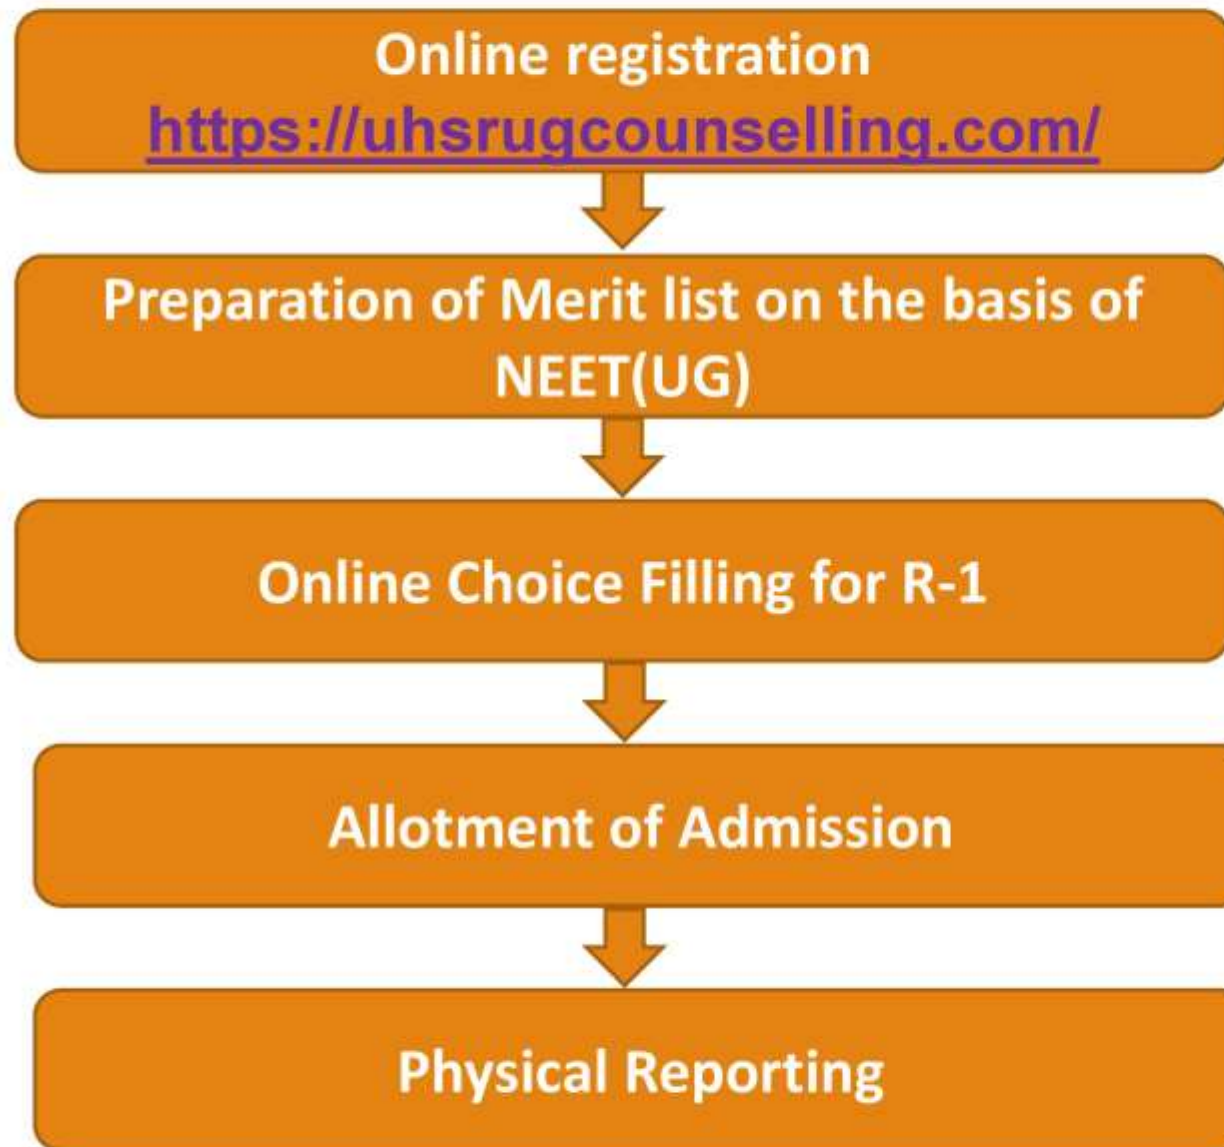 Online registration
https://uhsrugcounselling.com/
Preparation of Merit list on the basis of
NEET(UG)
Online Choice Filling for R-1
Allotment of Admission
Physical Reporting